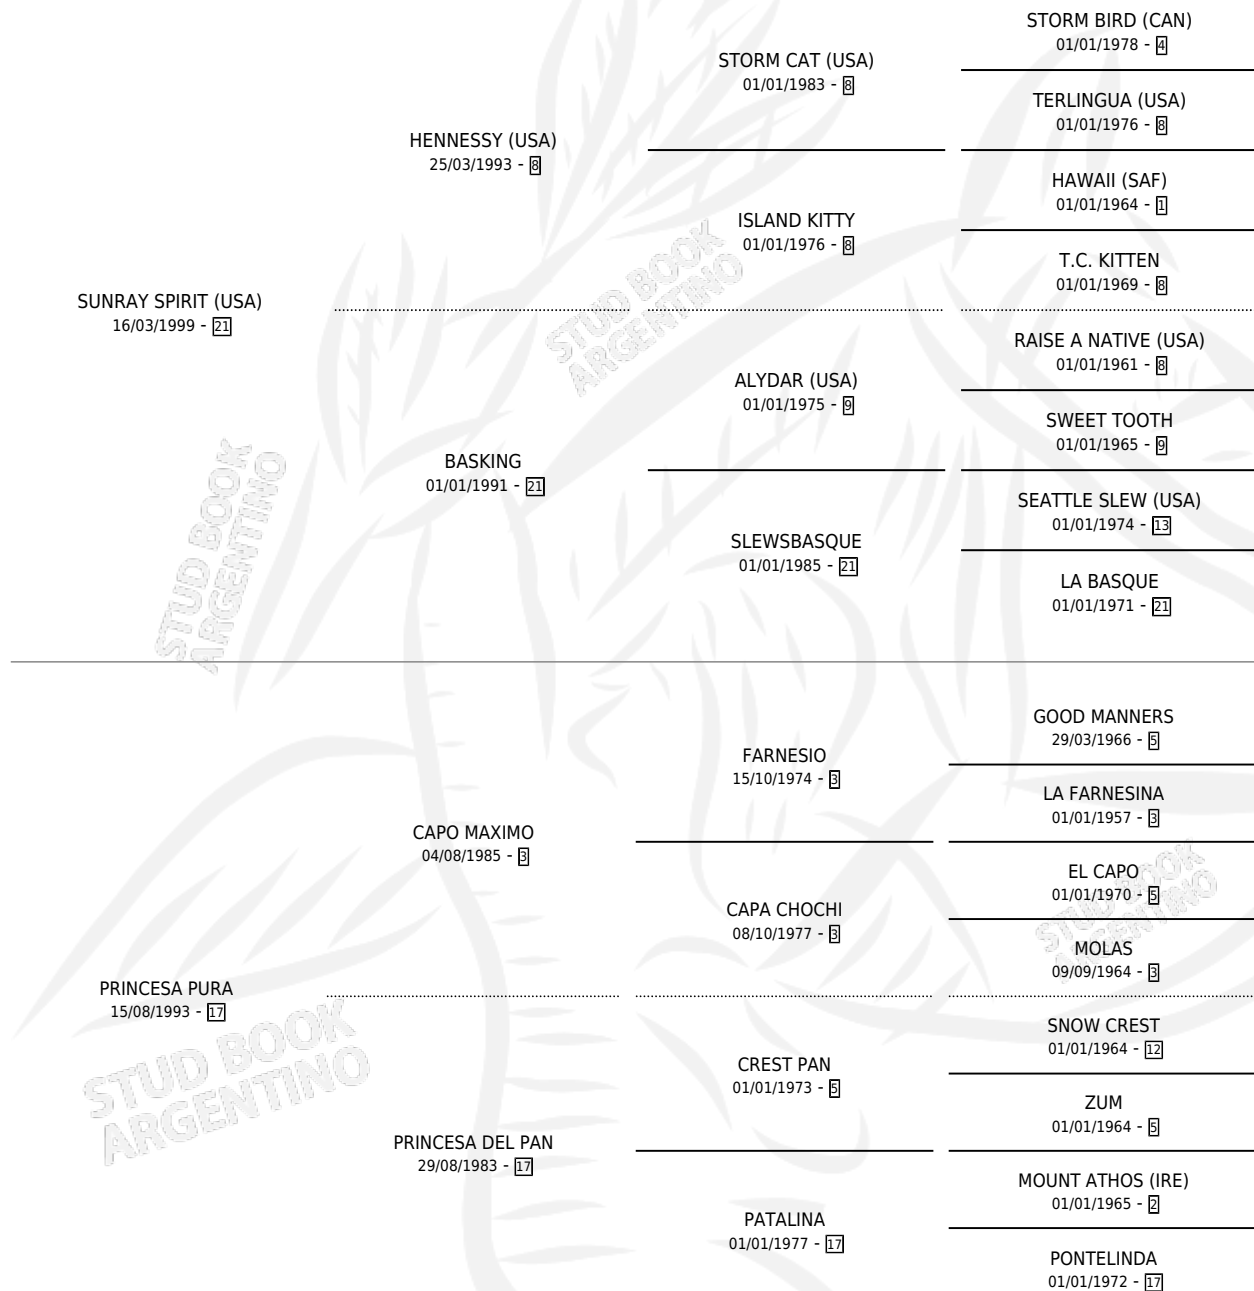 STORM BIRD (CAN)
01/01/1978 - 4
STORM CAT (USA)
01/01/1983 - 8
TERLINGUA (USA)
01/01/1976 - 8
HENNESSY (USA)
25/03/1993 - 8
HAWAII (SAF)
01/01/1964 - 1
ISLAND KITTY
01/01/1976 - 8
T.C. KITTEN
01/01/1969 - 8
SUNRAY SPIRIT (USA)
16/03/1999 - 21
RAISE A NATIVE (USA)
01/01/1961 - 8
ALYDAR (USA)
01/01/1975 - 9
SWEET TOOTH
01/01/1965 - 9
BASKING
01/01/1991 - 21
SEATTLE SLEW (USA)
01/01/1974 - 13
SLEWSBASQUE
01/01/1985 - 21
LA BASQUE
01/01/1971 - 21
GOOD MANNERS
29/03/1966 - 5
FARNESIO
15/10/1974 - 3
LA FARNESINA
01/01/1957 - 3
CAPO MAXIMO
04/08/1985 - 3
EL CAPO
01/01/1970 - 5
CAPA CHOCHI
08/10/1977 - 3
MOLAS
09/09/1964 - 3
PRINCESA PURA
15/08/1993 - 17
SNOW CREST
01/01/1964 - 12
CREST PAN
01/01/1973 - 5
ZUM
01/01/1964 - 5
PRINCESA DEL PAN
29/08/1983 - 17
MOUNT ATHOS (IRE)
01/01/1965 - 2
PATALINA
01/01/1977 - 17
PONTELINDA
01/01/1972 - 17
STUD BOOK
ARGENTINO
STUD BOOK
ARGENTINO
STUD BOOK
ARGENTINO
STUD BOOK
ARGENTINO